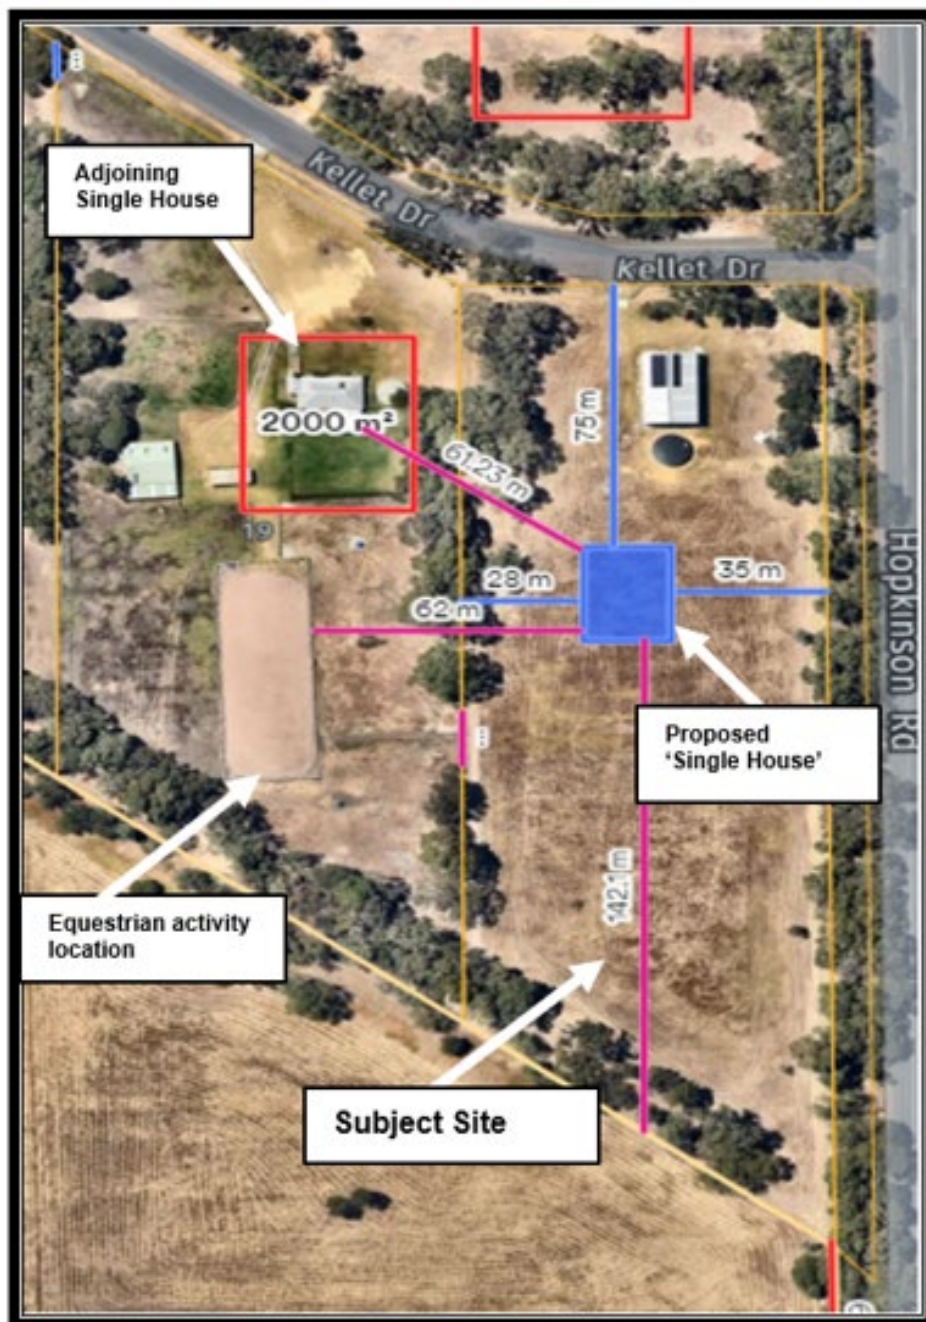 Adjoining
Single House
Kellet Dr
Kellet Dr
2000 m²
75 m
61.23 m
19
28 m
35 m
62 m
Hopkinson Rd
Proposed
‘Single House’
142.1 m
Equestrian activity
location
Subject Site